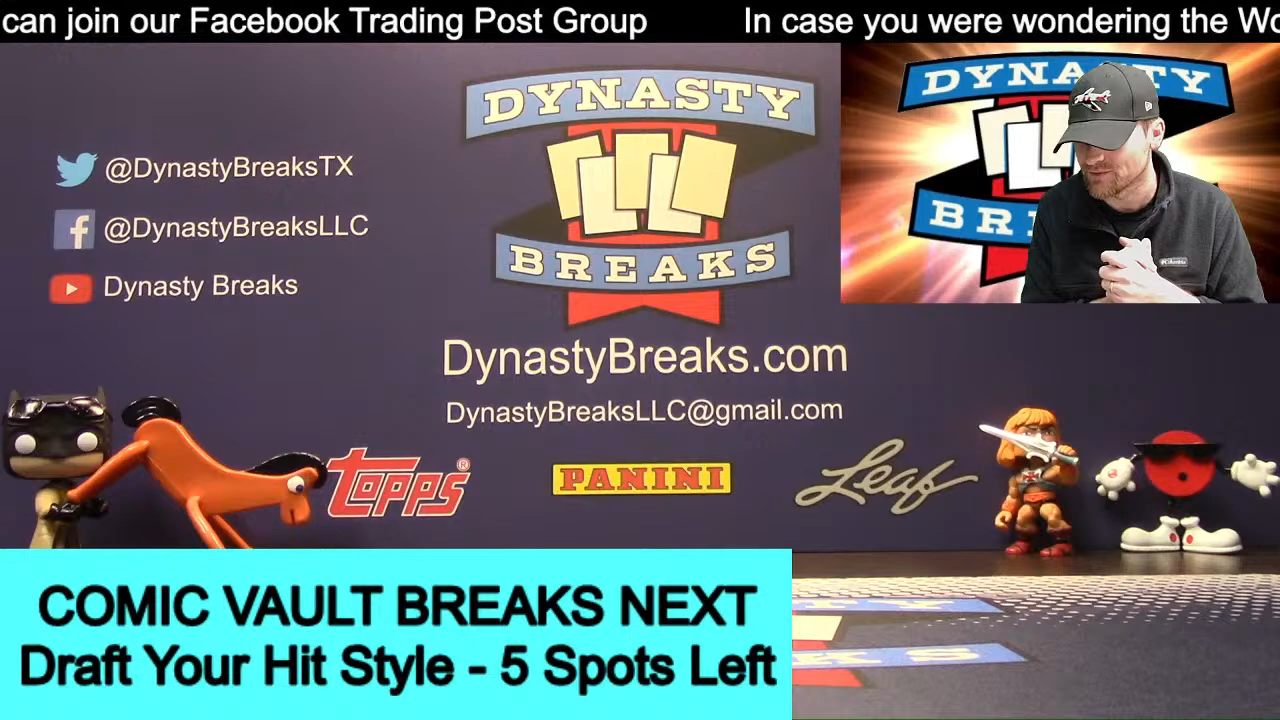 can join our Facebook Trading Post Group In case you were wondering the Wo
DYNASTY
BREAKS
@DynastyBreaksTX
@DynastyBreaksLLC
Dynasty Breaks
DynastyBreaks.com
DynastyBreaksLLC@gmail.com
TOPPS®
PANINI
Leaf
DYNASTY
BR
Columbia
COMIC VAULT BREAKS NEXT
Draft Your Hit Style - 5 Spots Left